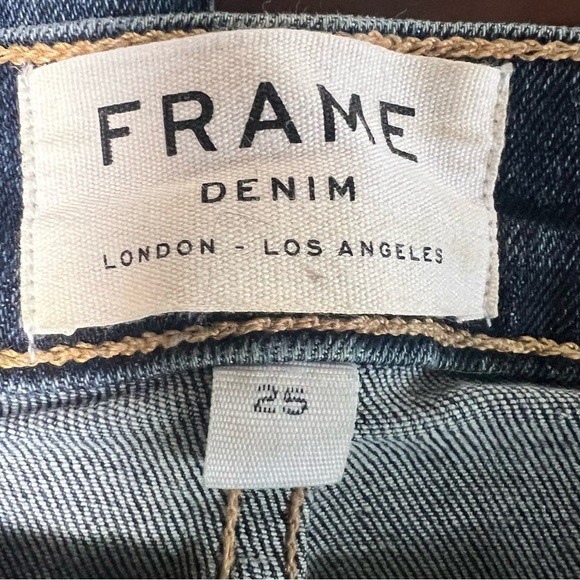 FRAME
DENIM
LONDON - LOS ANGELES
25